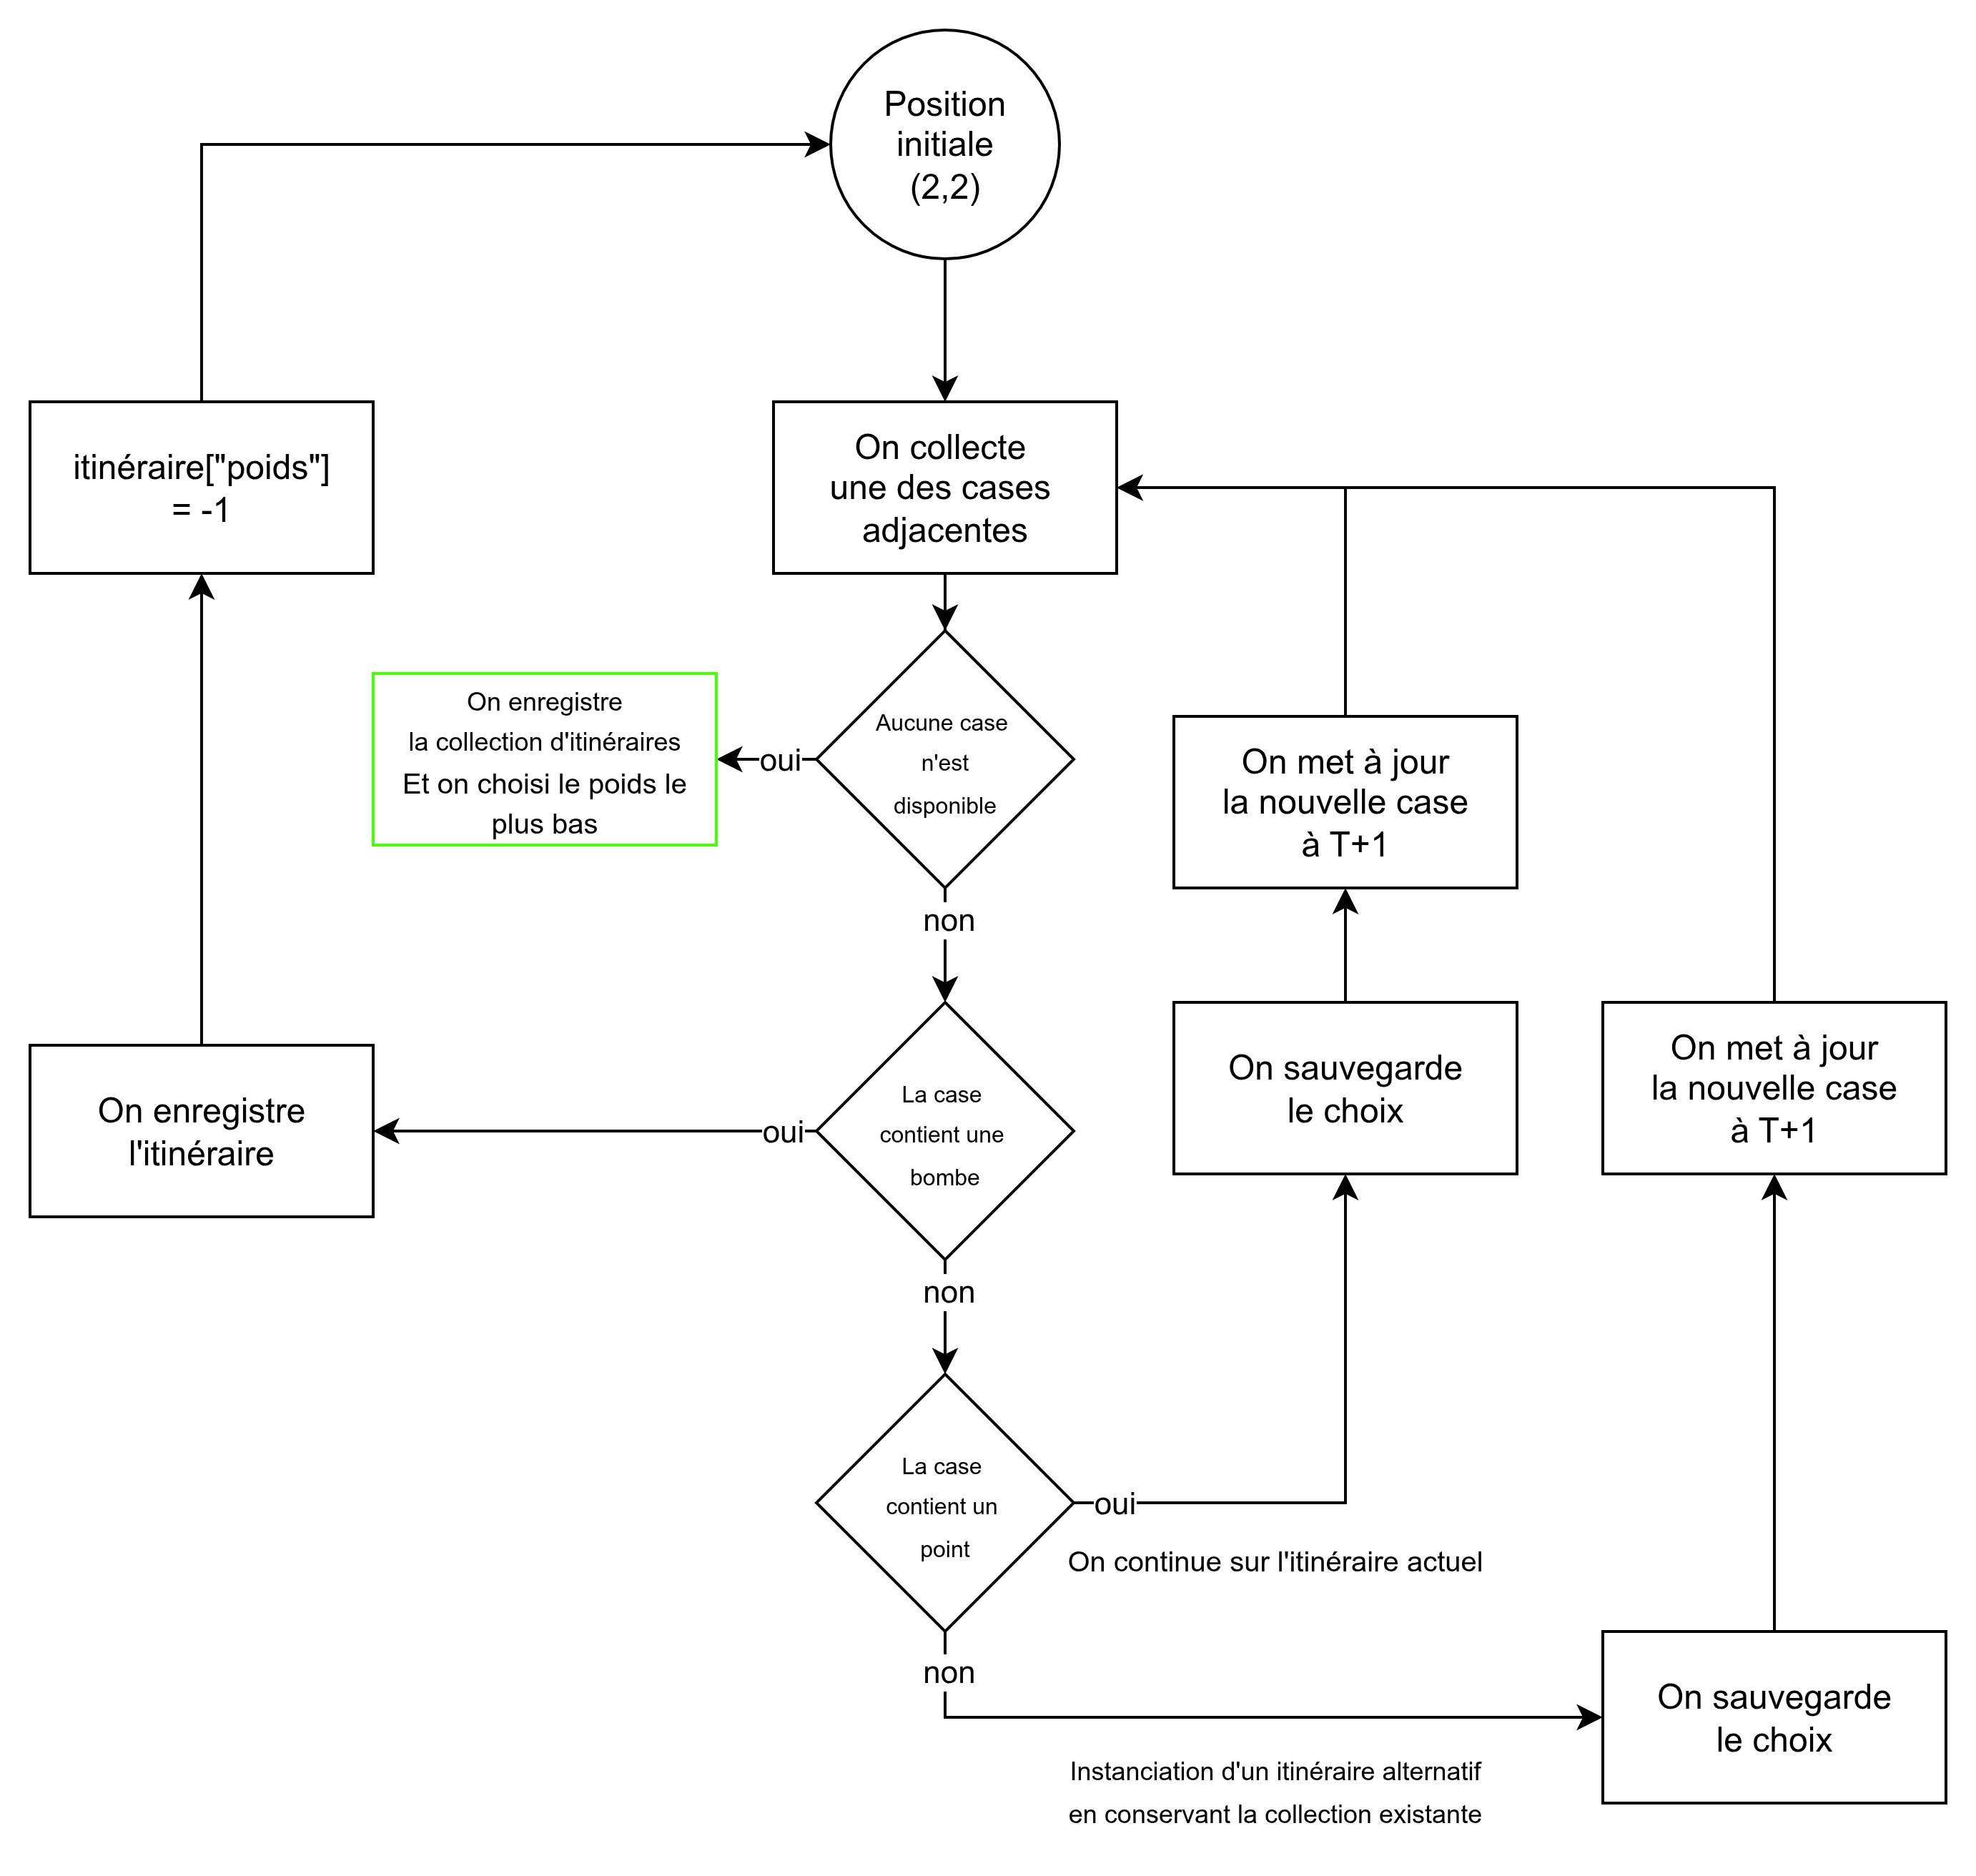 Position
initiale
(2,2)
itinéraire["poids"]
= -1
On collecte
une des cases
adjacentes
On enregistre
la collection d'itinéraires
Et on choisi le poids le
plus bas
oui
Aucune case
n'est
disponible
On met à jour
la nouvelle case
à T+1
non
On enregistre
l'itinéraire
oui
La case
contient une
bombe
On sauvegarde
le choix
On met à jour
la nouvelle case
à T+1
non
La case
contient un
point
oui
On continue sur l'itinéraire actuel
non
On sauvegarde
le choix
Instanciation d'un itinéraire alternatif
en conservant la collection existante